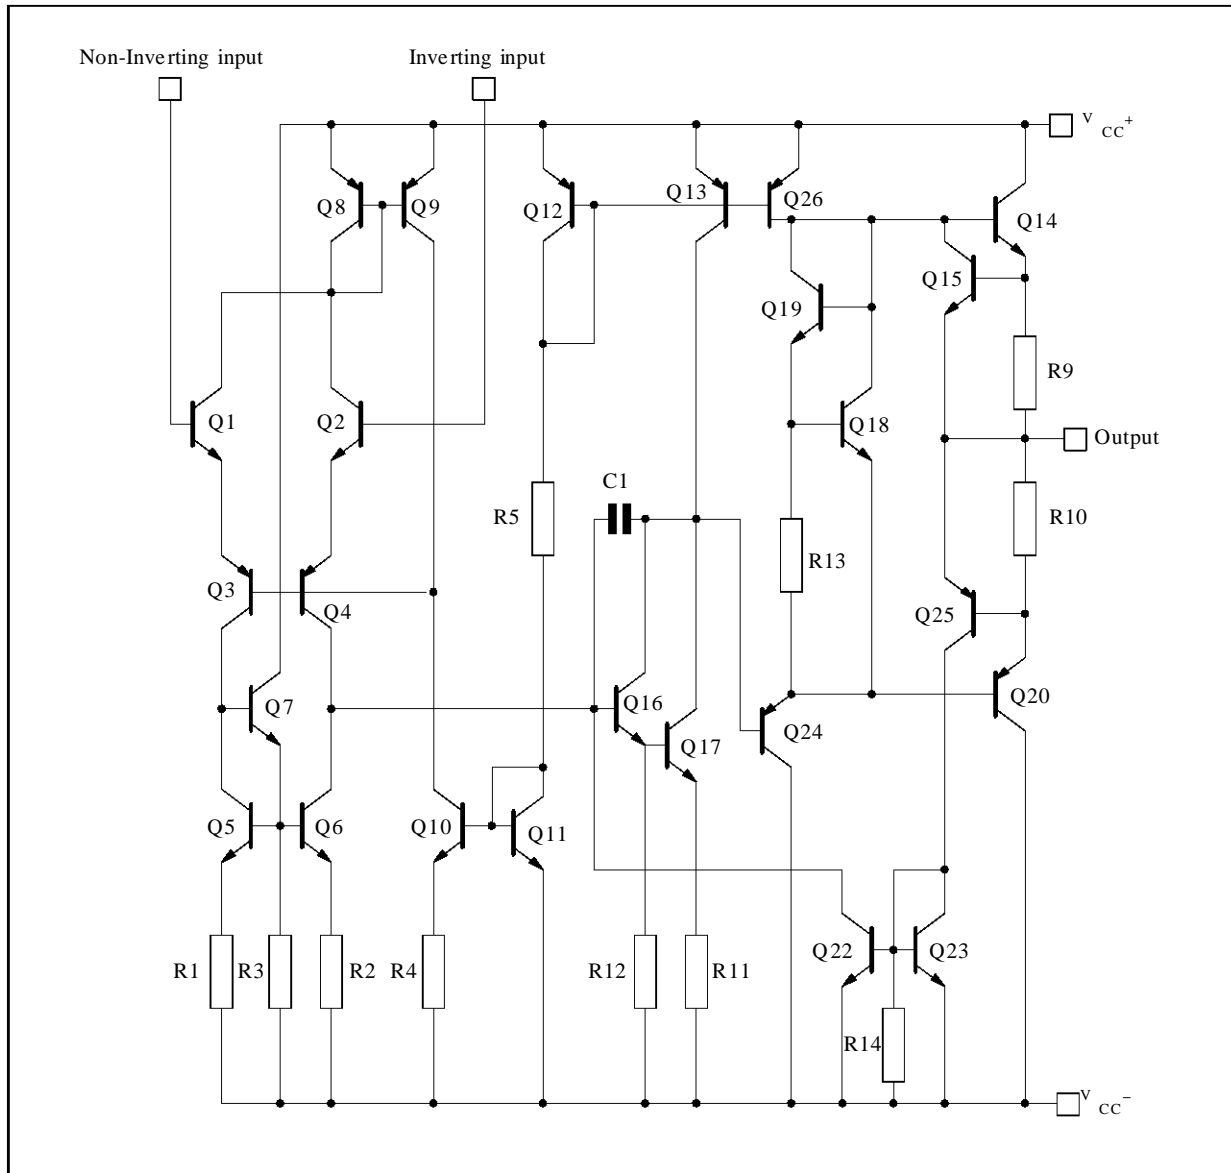 Non-Inverting input
Inverting input
V CC +
Q8
Q9
Q12
Q13
Q26
Q14
Q15
Q19
R9
Q1
Q2
Q18
Output
C1
R5
R10
R13
Q3
Q4
Q25
Q7
Q16
Q17
Q24
Q20
Q5
Q6
Q10
Q11
Q22
Q23
R1
R3
R2
R4
R12
R11
R14
V CC −